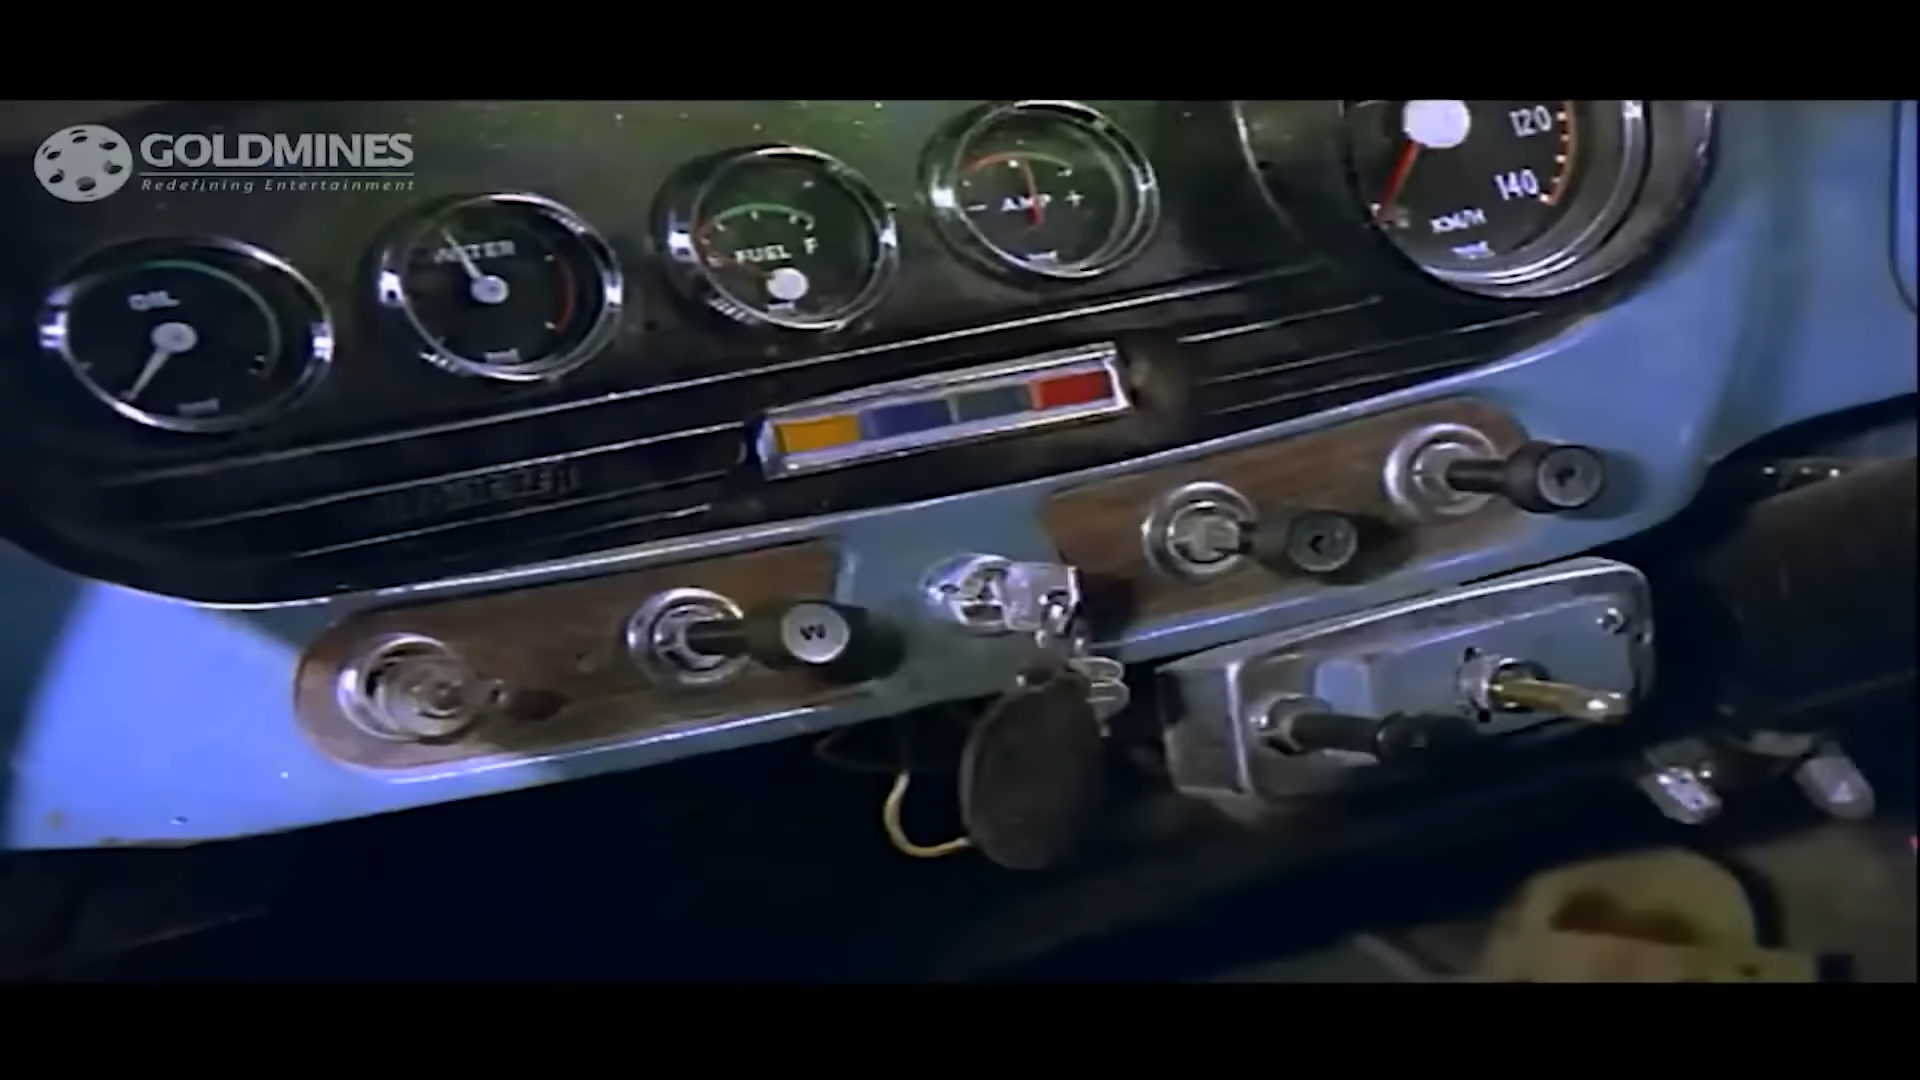 GOLDMINES
Redefining Entertainment
OIL
WATER
FUEL F
- AMP +
120
140
KM/H
W